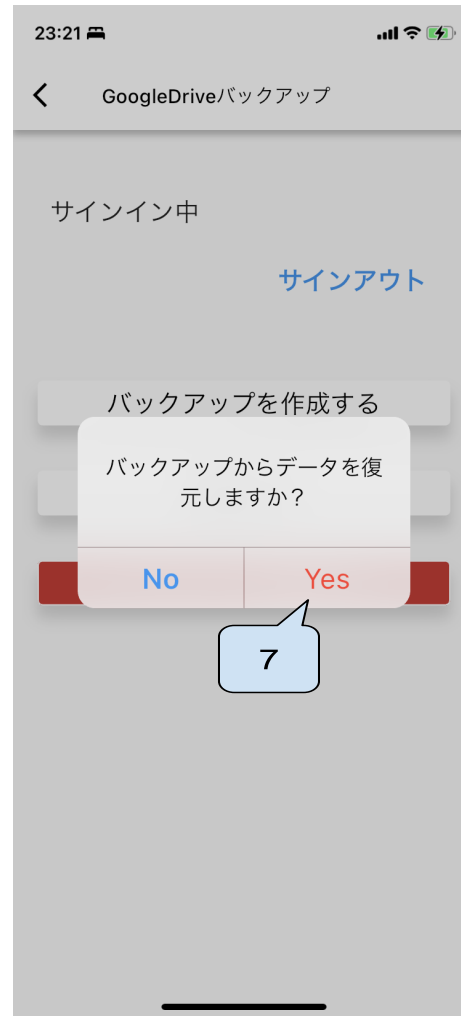 23:21
GoogleDriveバックアップ
サインイン中
サインアウト
バックアップを作成する
バックアップからデータを復
元しますか？
No
Yes
7